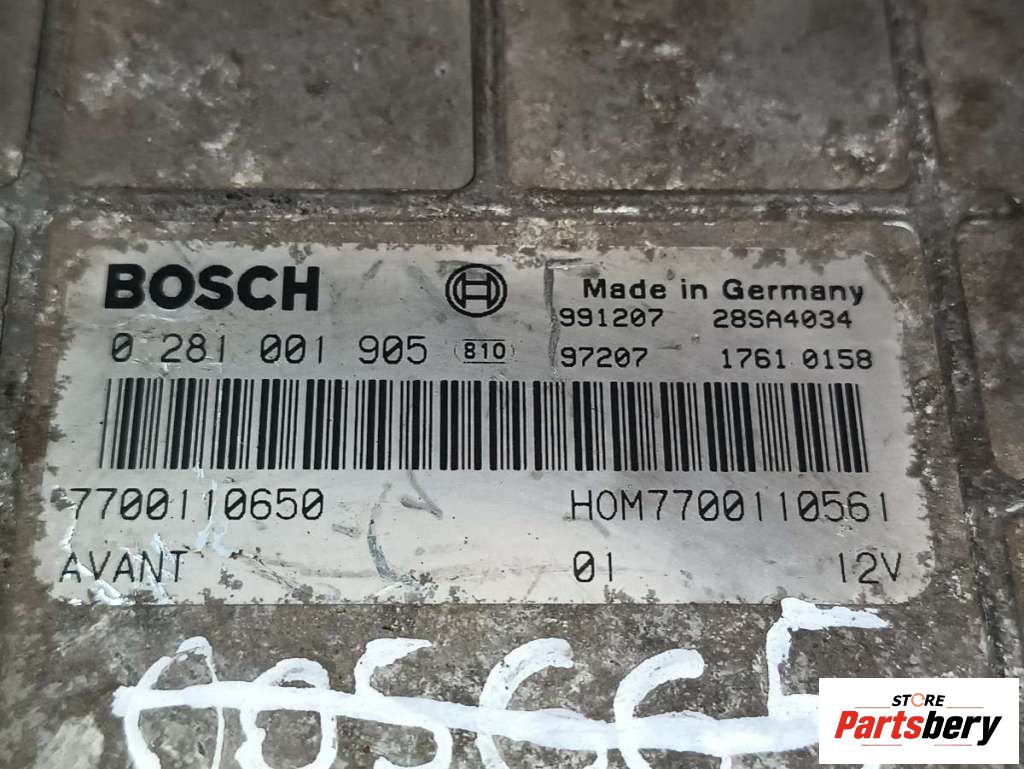 BOSCH
Made in Germany
991207 28SA4034
0 281 001 905 810
97207 1761 0158
7700110650 HOM7700110561
AVANT 01 12V
STORE
Partsbery